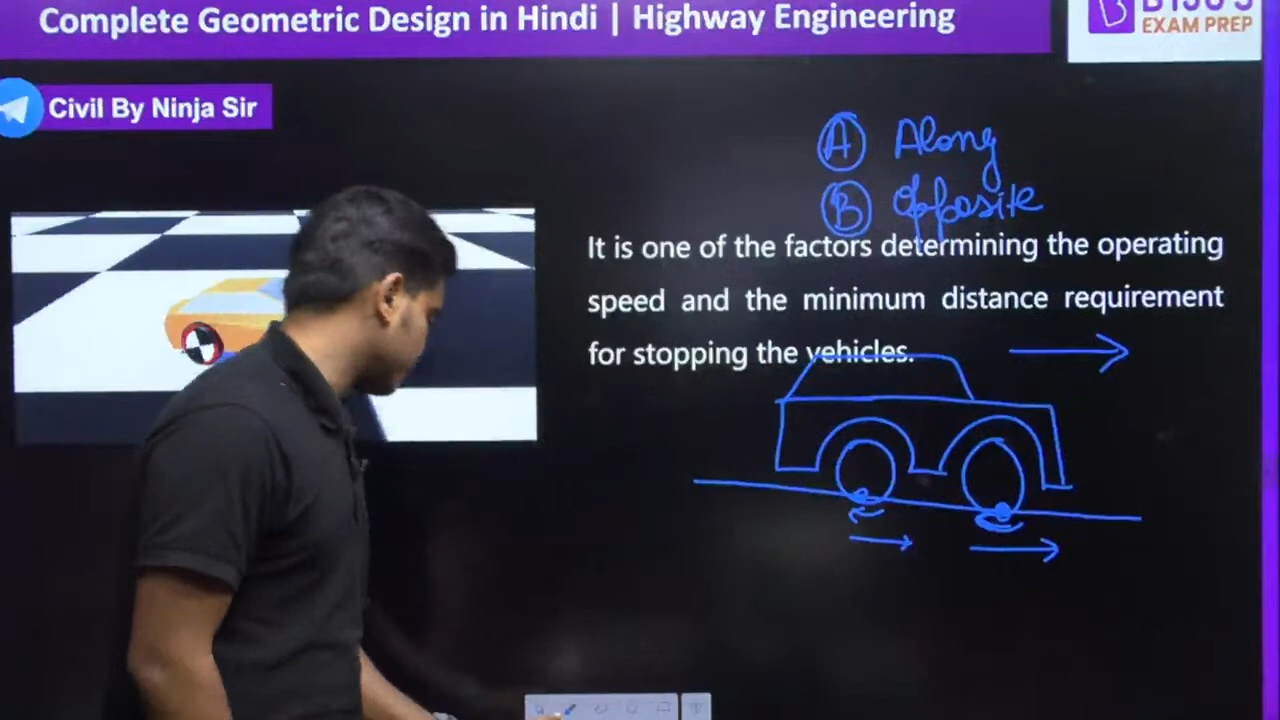 Complete Geometric Design in Hindi | Highway Engineering
BYJU'S
EXAM PREP
Civil By Ninja Sir
A Along
B Opposite
It is one of the factors determining the operating
speed and the minimum distance requirement
for stopping the vehicles.